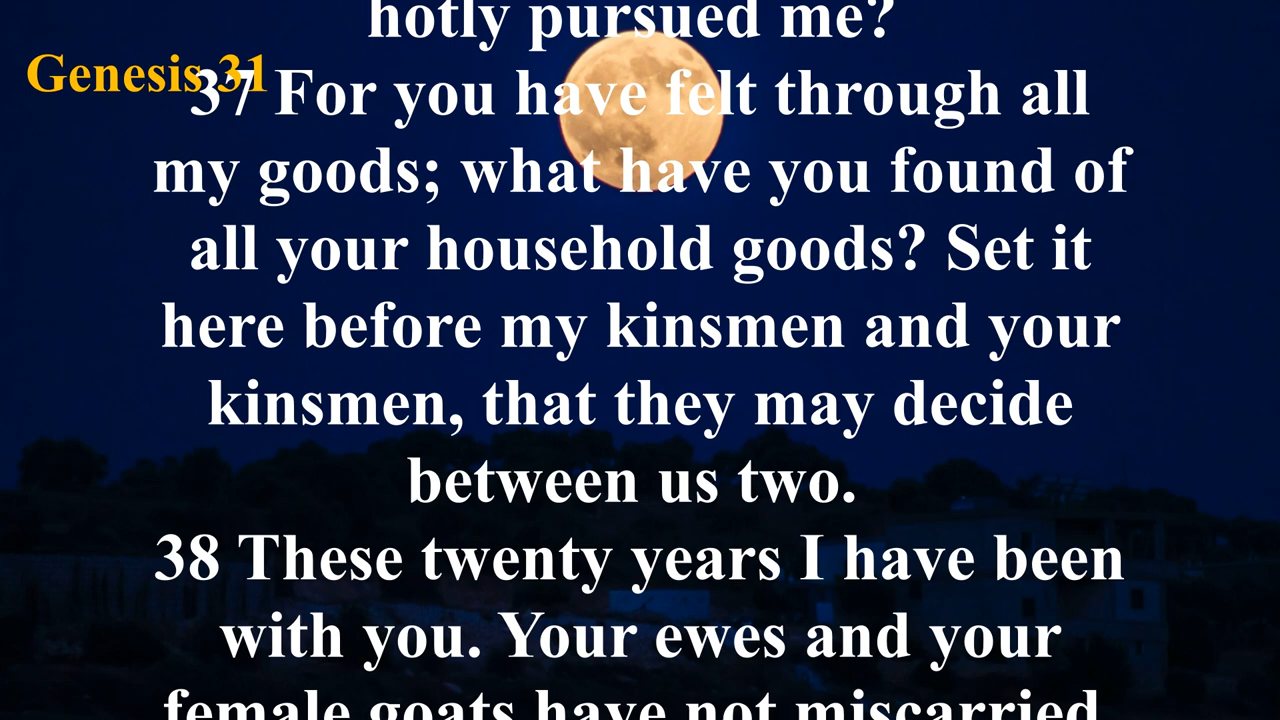 hotly pursued me?
Genesis 31
37 For you have felt through all
my goods; what have you found of
all your household goods? Set it
here before my kinsmen and your
kinsmen, that they may decide
between us two.
38 These twenty years I have been
with you. Your ewes and your
female goats have not miscarried,